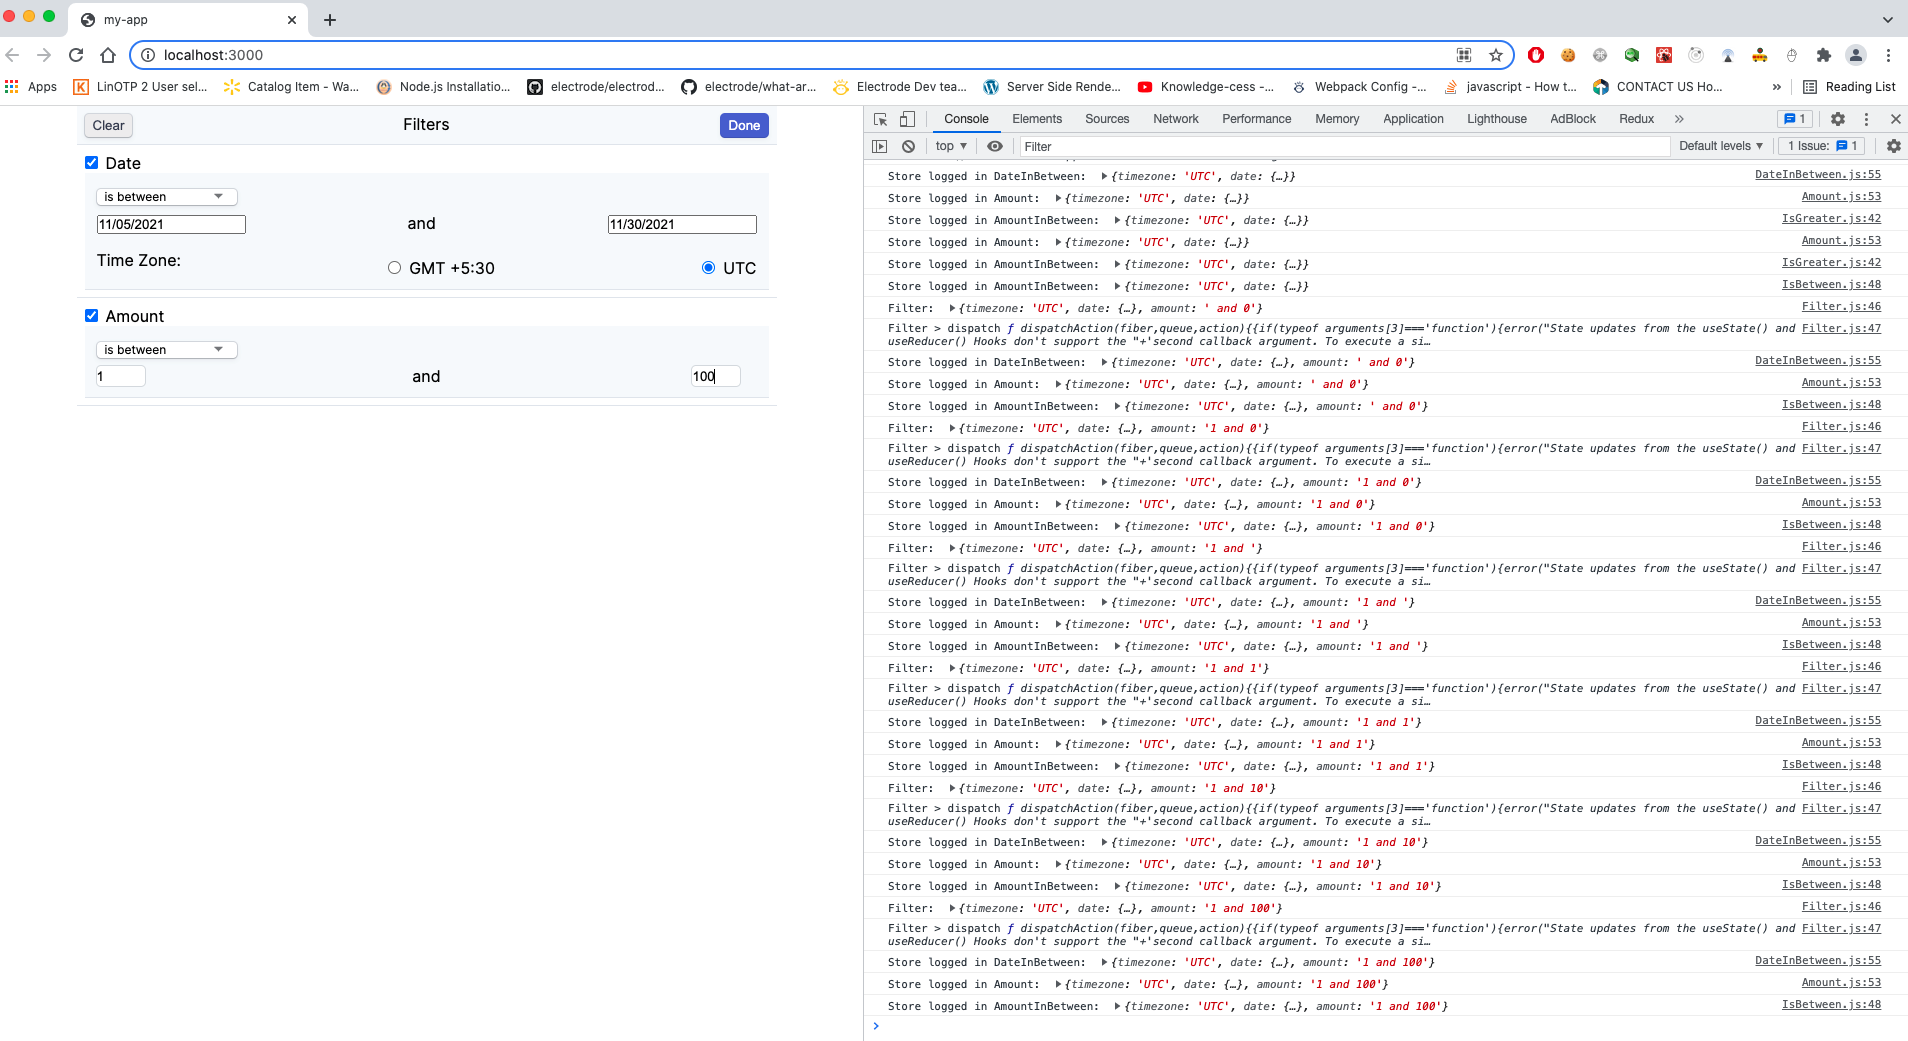 my-app
localhost:3000
Apps LinOTP 2 User sel... Catalog Item - Wa... Node.js Installatio... electrode/electrod... electrode/what-ar... Electrode Dev tea... Server Side Rende... Knowledge-cess -... Webpack Config -... javascript - How t... CONTACT US Ho... » Reading List
Clear Filters Done
Date
is between
11/05/2021 and 11/30/2021
Time Zone: GMT +5:30 UTC
Amount
is between
1 and 100
Console Elements Sources Network Performance Memory Application Lighthouse AdBlock Redux » 1
top Filter Default levels 1 Issue: 1
Store logged in DateInBetween: {timezone: 'UTC', date: {…}} DateInBetween.js:55
Store logged in Amount: {timezone: 'UTC', date: {…}} Amount.js:53
Store logged in AmountInBetween: {timezone: 'UTC', date: {…}} IsGreater.js:42
Store logged in Amount: {timezone: 'UTC', date: {…}} Amount.js:53
Store logged in AmountInBetween: {timezone: 'UTC', date: {…}} IsGreater.js:42
Store logged in AmountInBetween: {timezone: 'UTC', date: {…}} IsBetween.js:48
Filter: {timezone: 'UTC', date: {…}, amount: ' and 0'} Filter.js:46
Filter > dispatch ƒ dispatchAction(fiber,queue,action){{if(typeof arguments[3]==='function'){error("State updates from the useState() and Filter.js:47
useReducer() Hooks don't support the "+'second callback argument. To execute a si…
Store logged in DateInBetween: {timezone: 'UTC', date: {…}, amount: ' and 0'} DateInBetween.js:55
Store logged in Amount: {timezone: 'UTC', date: {…}, amount: ' and 0'} Amount.js:53
Store logged in AmountInBetween: {timezone: 'UTC', date: {…}, amount: ' and 0'} IsBetween.js:48
Filter: {timezone: 'UTC', date: {…}, amount: '1 and 0'} Filter.js:46
Filter > dispatch ƒ dispatchAction(fiber,queue,action){{if(typeof arguments[3]==='function'){error("State updates from the useState() and Filter.js:47
useReducer() Hooks don't support the "+'second callback argument. To execute a si…
Store logged in DateInBetween: {timezone: 'UTC', date: {…}, amount: '1 and 0'} DateInBetween.js:55
Store logged in Amount: {timezone: 'UTC', date: {…}, amount: '1 and 0'} Amount.js:53
Store logged in AmountInBetween: {timezone: 'UTC', date: {…}, amount: '1 and 0'} IsBetween.js:48
Filter: {timezone: 'UTC', date: {…}, amount: '1 and '} Filter.js:46
Filter > dispatch ƒ dispatchAction(fiber,queue,action){{if(typeof arguments[3]==='function'){error("State updates from the useState() and Filter.js:47
useReducer() Hooks don't support the "+'second callback argument. To execute a si…
Store logged in DateInBetween: {timezone: 'UTC', date: {…}, amount: '1 and '} DateInBetween.js:55
Store logged in Amount: {timezone: 'UTC', date: {…}, amount: '1 and '} Amount.js:53
Store logged in AmountInBetween: {timezone: 'UTC', date: {…}, amount: '1 and '} IsBetween.js:48
Filter: {timezone: 'UTC', date: {…}, amount: '1 and 1'} Filter.js:46
Filter > dispatch ƒ dispatchAction(fiber,queue,action){{if(typeof arguments[3]==='function'){error("State updates from the useState() and Filter.js:47
useReducer() Hooks don't support the "+'second callback argument. To execute a si…
Store logged in DateInBetween: {timezone: 'UTC', date: {…}, amount: '1 and 1'} DateInBetween.js:55
Store logged in Amount: {timezone: 'UTC', date: {…}, amount: '1 and 1'} Amount.js:53
Store logged in AmountInBetween: {timezone: 'UTC', date: {…}, amount: '1 and 1'} IsBetween.js:48
Filter: {timezone: 'UTC', date: {…}, amount: '1 and 10'} Filter.js:46
Filter > dispatch ƒ dispatchAction(fiber,queue,action){{if(typeof arguments[3]==='function'){error("State updates from the useState() and Filter.js:47
useReducer() Hooks don't support the "+'second callback argument. To execute a si…
Store logged in DateInBetween: {timezone: 'UTC', date: {…}, amount: '1 and 10'} DateInBetween.js:55
Store logged in Amount: {timezone: 'UTC', date: {…}, amount: '1 and 10'} Amount.js:53
Store logged in AmountInBetween: {timezone: 'UTC', date: {…}, amount: '1 and 10'} IsBetween.js:48
Filter: {timezone: 'UTC', date: {…}, amount: '1 and 100'} Filter.js:46
Filter > dispatch ƒ dispatchAction(fiber,queue,action){{if(typeof arguments[3]==='function'){error("State updates from the useState() and Filter.js:47
useReducer() Hooks don't support the "+'second callback argument. To execute a si…
Store logged in DateInBetween: {timezone: 'UTC', date: {…}, amount: '1 and 100'} DateInBetween.js:55
Store logged in Amount: {timezone: 'UTC', date: {…}, amount: '1 and 100'} Amount.js:53
Store logged in AmountInBetween: {timezone: 'UTC', date: {…}, amount: '1 and 100'} IsBetween.js:48